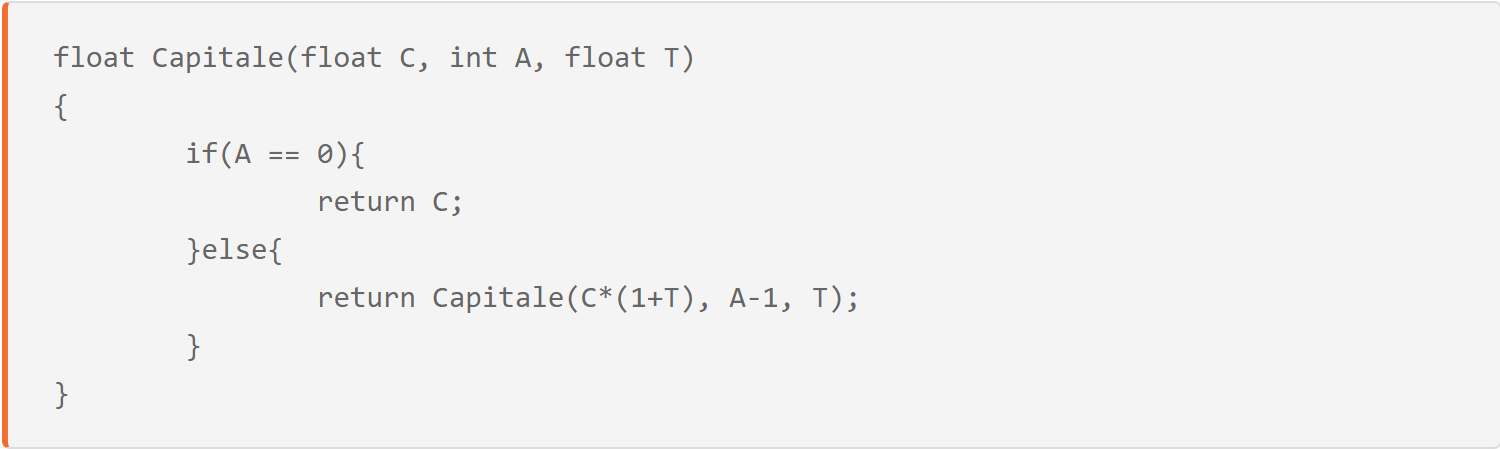 float Capitale(float C, int A, float T)
{
        if(A == 0){
                return C;
        }else{
                return Capitale(C*(1+T), A-1, T);
        }
}